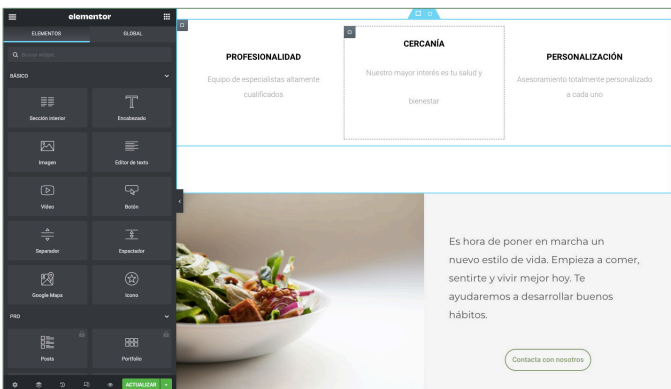 elementor
ELEMENTOS
GLOBAL
Buscar widget...
BÁSICO
Sección interior
Encabezado
Imagen
Editor de texto
Vídeo
Botón
Separador
Espaciador
Google Maps
Icono
PRO
Posts
Portfolio
ACTUALIZAR
PROFESIONALIDAD
Equipo de especialistas altamente
cualificados
CERCANÍA
Nuestro mayor interés es tu salud y
bienestar
PERSONALIZACIÓN
Asesoramiento totalmente personalizado
a cada uno
Es hora de poner en marcha un
nuevo estilo de vida. Empieza a comer,
sentirte y vivir mejor hoy. Te
ayudaremos a desarrollar buenos
hábitos.
Contacta con nosotros